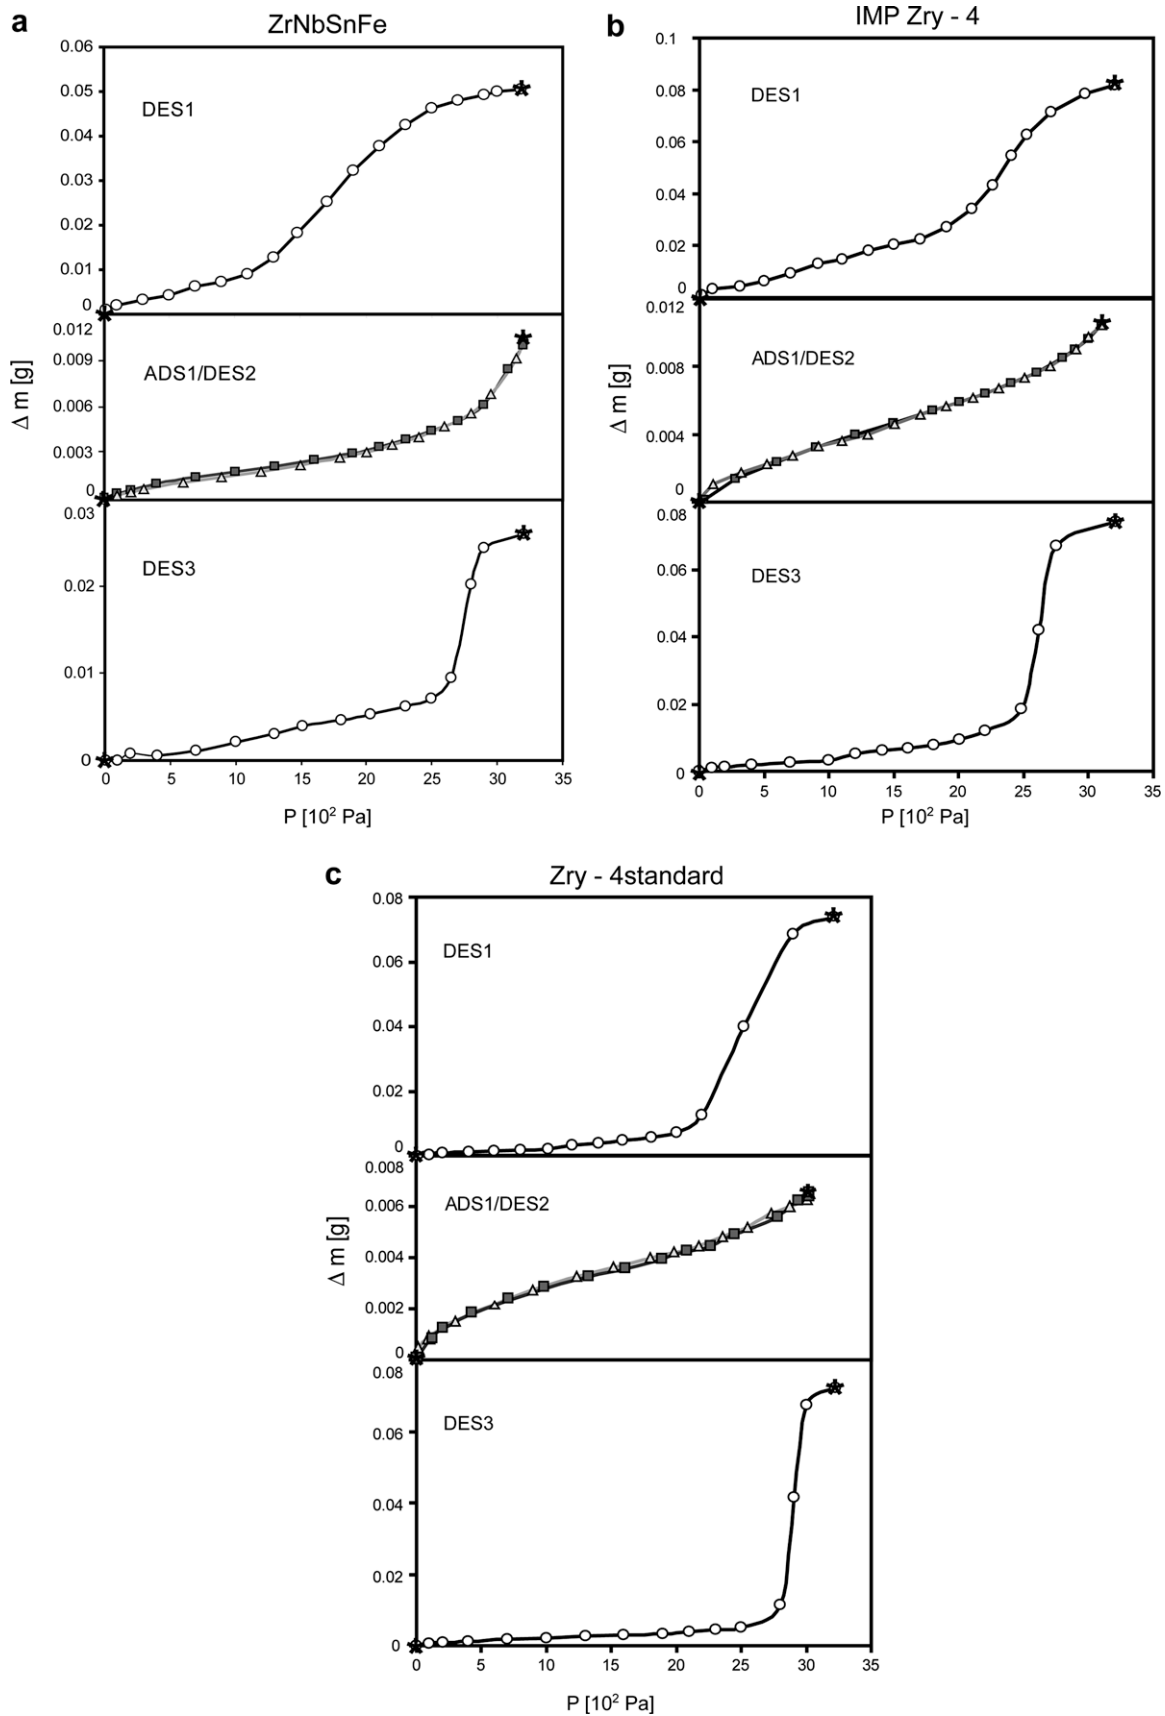 a
ZrNbSnFe
0.06
0.05
0.04
0.03
0.02
0.01
0
DES1
0.012
0.009
0.006
0.003
0
ADS1/DES2
0.03
0.02
0.01
0
DES3
Δ m [g]
0 5 10 15 20 25 30 35
P [10² Pa]
b
IMP Zry - 4
0.1
0.08
0.06
0.04
0.02
0
DES1
0.012
0.008
0.004
0
ADS1/DES2
0.08
0.06
0.04
0.02
0
DES3
Δ m [g]
0 5 10 15 20 25 30 35
P [10² Pa]
c
Zry - 4standard
0.08
0.06
0.04
0.02
0
DES1
0.008
0.006
0.004
0.002
0
ADS1/DES2
0.08
0.06
0.04
0.02
0
DES3
Δ m [g]
0 5 10 15 20 25 30 35
P [10² Pa]